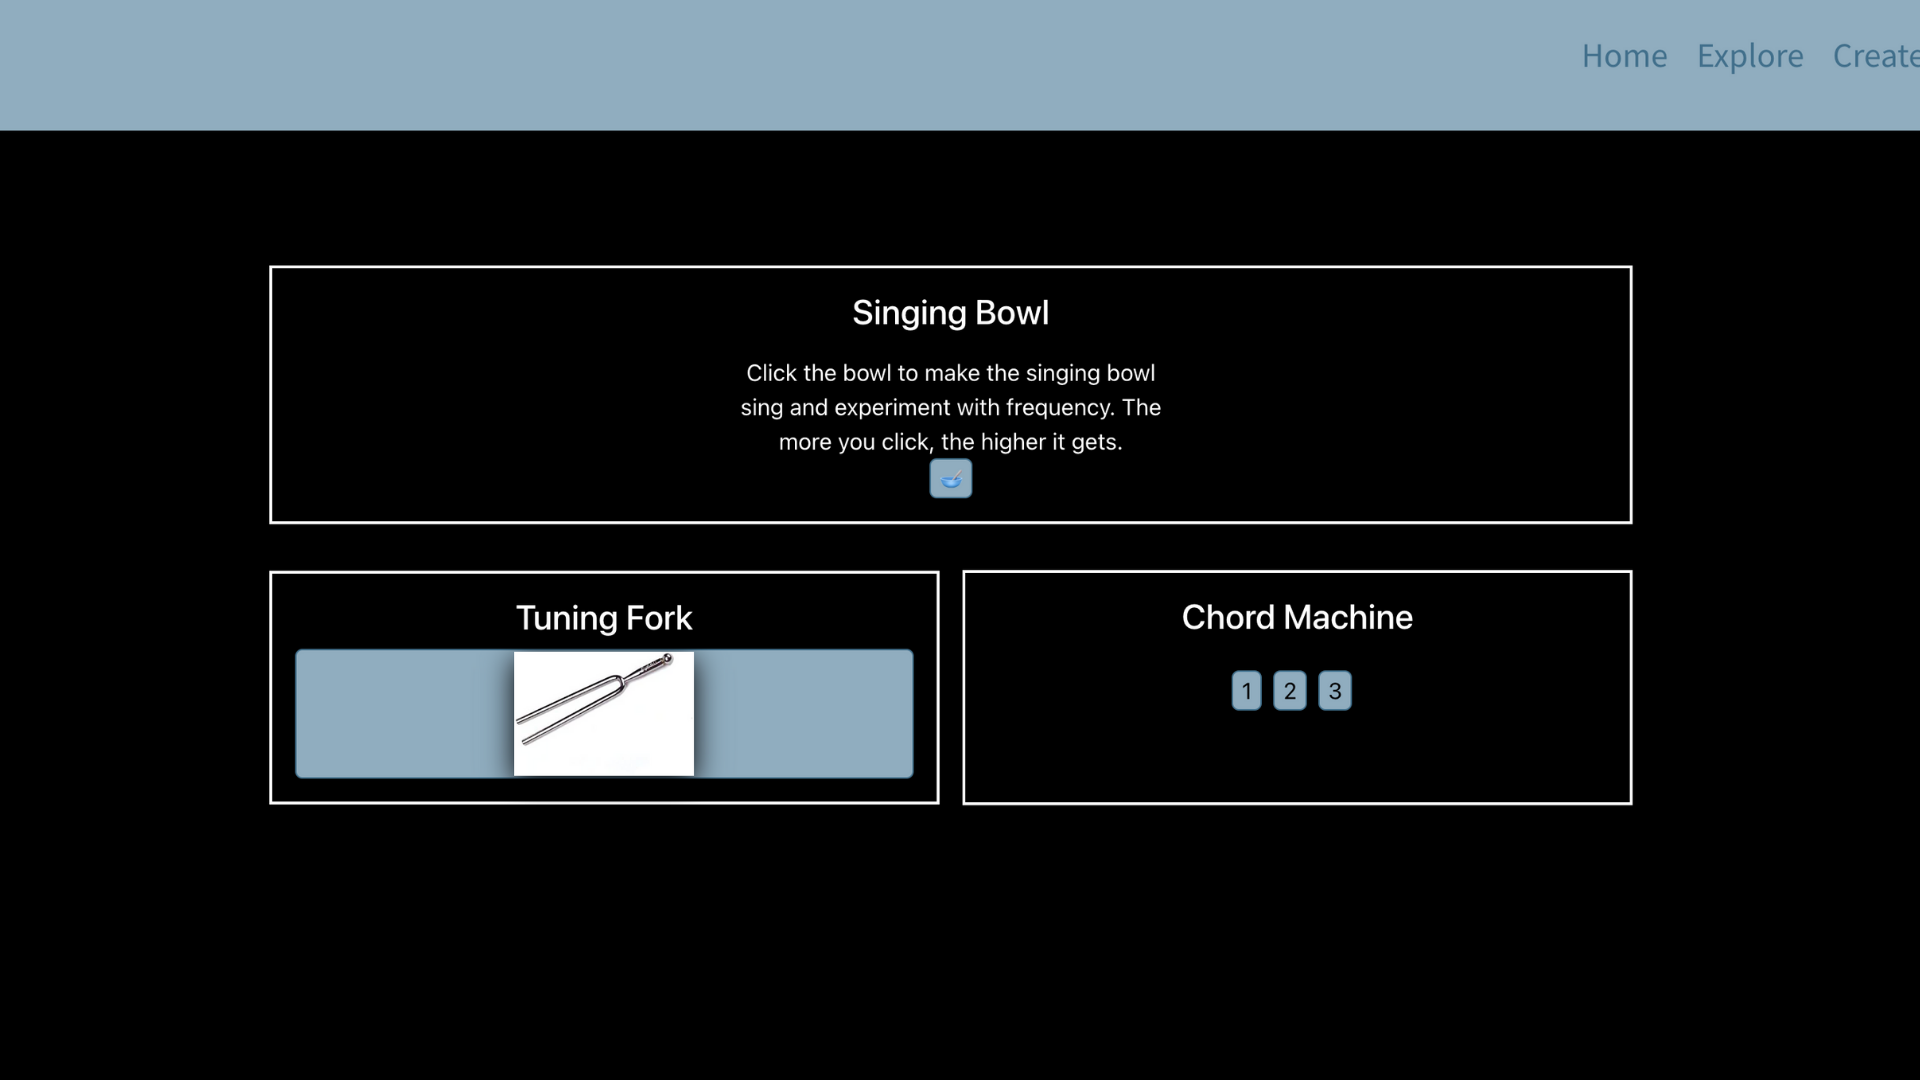 Home Explore Create
Singing Bowl
Click the bowl to make the singing bowl
sing and experiment with frequency. The
more you click, the higher it gets.
Tuning Fork
Chord Machine
1 2 3